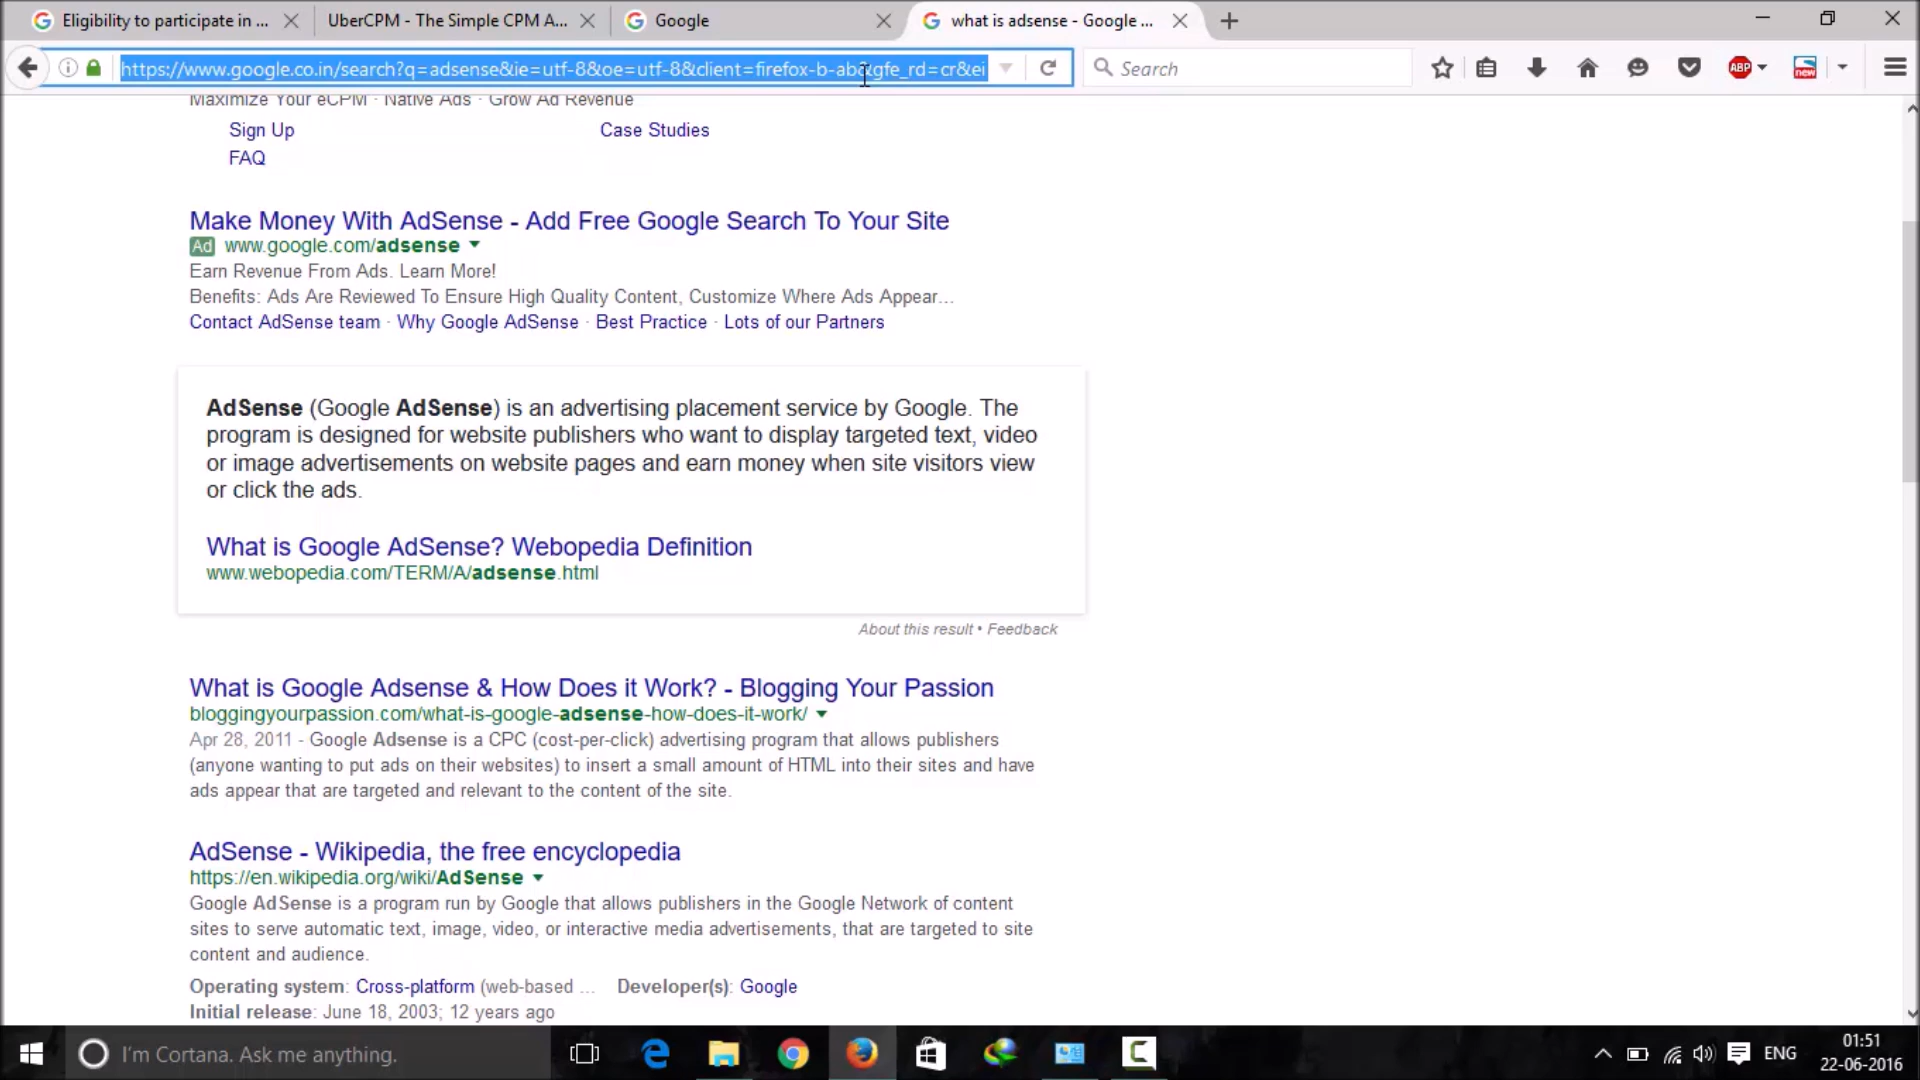 Eligibility to participate in ...
UberCPM - The Simple CPM A...
Google
what is adsense - Google ...
https://www.google.co.in/search?q=adsense&ie=utf-8&oe=utf-8&client=firefox-b-ab&gfe_rd=cr&ei
Search
ABP
new
Maximize Your eCPM · Native Ads · Grow Ad Revenue
Sign Up
Case Studies
FAQ
Make Money With AdSense - Add Free Google Search To Your Site
Ad www.google.com/adsense
Earn Revenue From Ads. Learn More!
Benefits: Ads Are Reviewed To Ensure High Quality Content, Customize Where Ads Appear...
Contact AdSense team · Why Google AdSense · Best Practice · Lots of our Partners
AdSense (Google AdSense) is an advertising placement service by Google. The
program is designed for website publishers who want to display targeted text, video
or image advertisements on website pages and earn money when site visitors view
or click the ads.
What is Google AdSense? Webopedia Definition
www.webopedia.com/TERM/A/adsense.html
About this result • Feedback
What is Google Adsense & How Does it Work? - Blogging Your Passion
bloggingyourpassion.com/what-is-google-adsense-how-does-it-work/
Apr 28, 2011 - Google Adsense is a CPC (cost-per-click) advertising program that allows publishers
(anyone wanting to put ads on their websites) to insert a small amount of HTML into their sites and have
ads appear that are targeted and relevant to the content of the site.
AdSense - Wikipedia, the free encyclopedia
https://en.wikipedia.org/wiki/AdSense
Google AdSense is a program run by Google that allows publishers in the Google Network of content
sites to serve automatic text, image, video, or interactive media advertisements, that are targeted to site
content and audience.
Operating system: Cross-platform (web-based ...
Developer(s): Google
Initial release: June 18, 2003; 12 years ago
I'm Cortana. Ask me anything.
ENG
01:51
22-06-2016